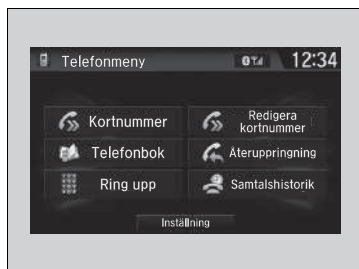 Telefonmeny 12:34
Kortnummer
Redigera
kortnummer
Telefonbok
Återuppringning
Ring upp
Samtalshistorik
Inställning